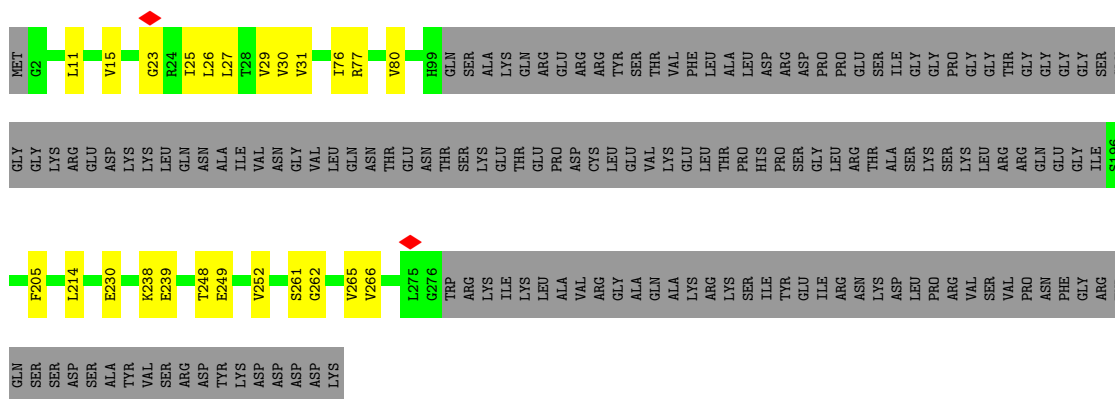 MET G2 L11 V15 G23 R24 I25 L26 L27 T28 V29 V30 V31 I76 R77 V80 H99 GLN SER ALA LYS GLN ARG GLU ARG ARG TYR SER THR VAL PHE LEU ALA LEU ASP ARG ASP PRO PRO GLU SER ILE GLY GLY PRO GLY GLY THR GLY GLY GLY GLY SER
GLY GLY LYS ARG GLU ASP LYS LYS LEU GLN ASN ALA ILE VAL ASN GLY VAL LEU GLN ASN THR GLU ASN THR SER LYS GLU THR GLU PRO ASP CYS LEU GLU VAL LYS GLU LEU THR PRO HIS PRO SER GLY LEU ARG THR ALA SER LYS SER LYS LEU ARG ARG GLN GLU GLY ILE S196
F205 L214 E230 K238 E239 T248 E249 V252 S261 G262 V265 V266 L275 G276 TRP ARG LYS ILE LYS LEU ALA VAL ARG GLY ALA GLN ALA LYS ARG LYS SER ILE TYR GLU ILE ARG ASN LYS ASP LEU PRO ARG VAL SER VAL PRO ASN PHE GLY ARG
GLN SER SER ASP SER ALA TYR VAL SER ARG ASP TYR LYS ASP ASP ASP ASP LYS